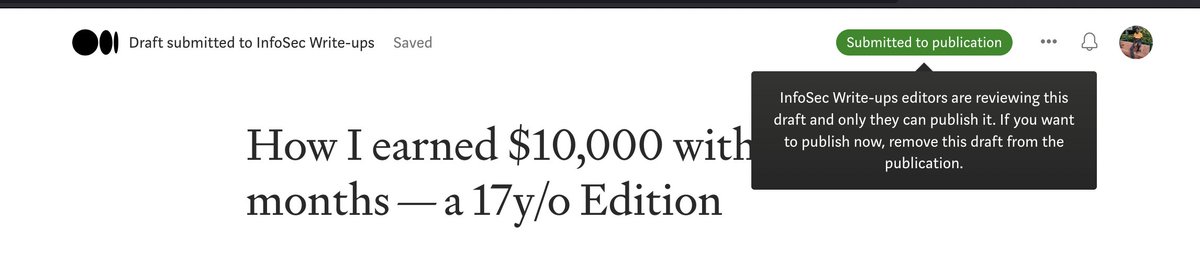 Draft submitted to InfoSec Write-ups Saved Submitted to publication
InfoSec Write-ups editors are reviewing this
draft and only they can publish it. If you want
to publish now, remove this draft from the
publication.
How I earned $10,000 with
months — a 17y/o Edition